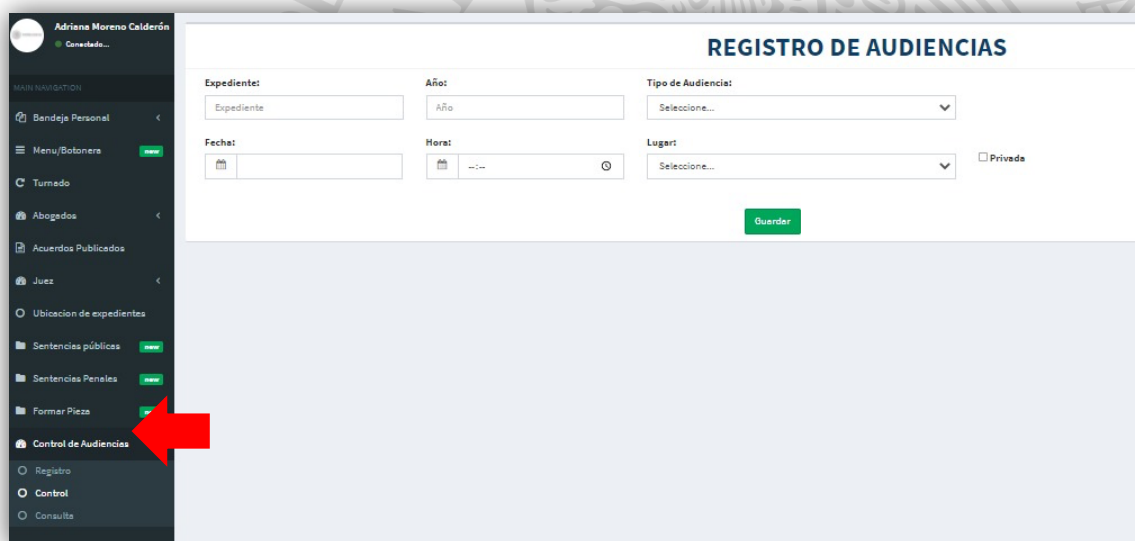 Adriana Moreno Calderón
Conectado...
MAIN NAVIGATION
Bandeja Personal
Menu/Botonera new
Turnado
Abogados
Acuerdos Publicados
Juez
Ubicacion de expedientes
Sentencias públicas new
Sentencias Penales new
Formar Pieza
Control de Audiencias
Registro
Control
Consulta
REGISTRO DE AUDIENCIAS
Expediente: Año: Tipo de Audiencia:
Expediente Año Seleccione...
Fecha: Hora: Lugar:
--:-- Seleccione... Privada
Guardar